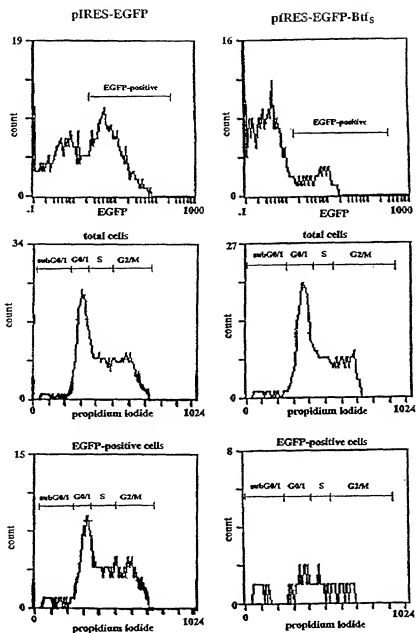 pIRES-EGFP
pIRES-EGFP-Btf_S
19
count
EGFP-positive
0
.1
EGFP
1000
16
count
EGFP-positive
0
.1
EGFP
1000
total cells
34
count
subG0/1 G0/1 S G2/M
0
0
propidium iodide
1024
total cells
27
count
subG0/1 G0/1 S G2/M
0
0
propidium iodide
1024
EGFP-positive cells
15
count
subG0/1 G0/1 S G2/M
0
0
propidium iodide
1024
EGFP-positive cells
8
count
subG0/1 G0/1 S G2/M
0
0
propidium iodide
1024